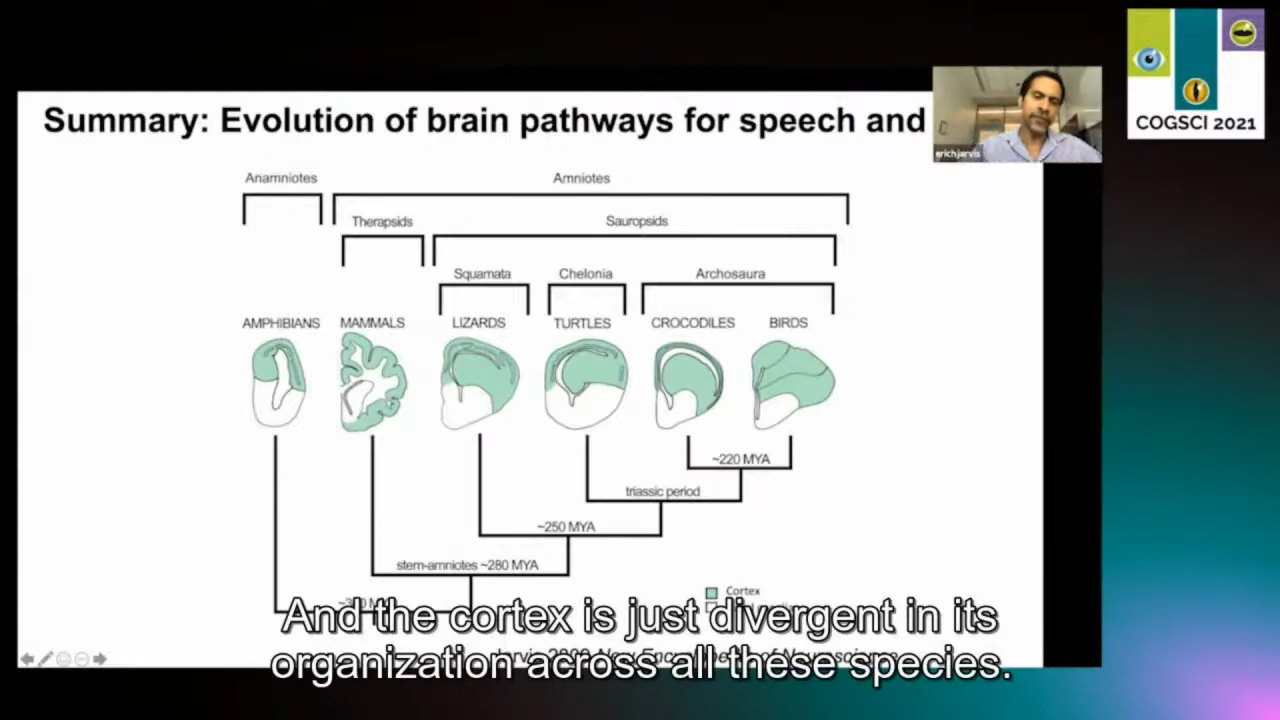 Summary: Evolution of brain pathways for speech and
erichjarvis
COGSCI 2021
Anamniotes
Amniotes
Therapsids
Sauropsids
Squamata
Chelonia
Archosaura
AMPHIBIANS
MAMMALS
LIZARDS
TURTLES
CROCODILES
BIRDS
~220 MYA
triassic period
~250 MYA
stem-amniotes ~280 MYA
Cortex
And the cortex is just divergent in its
organization across all these species.